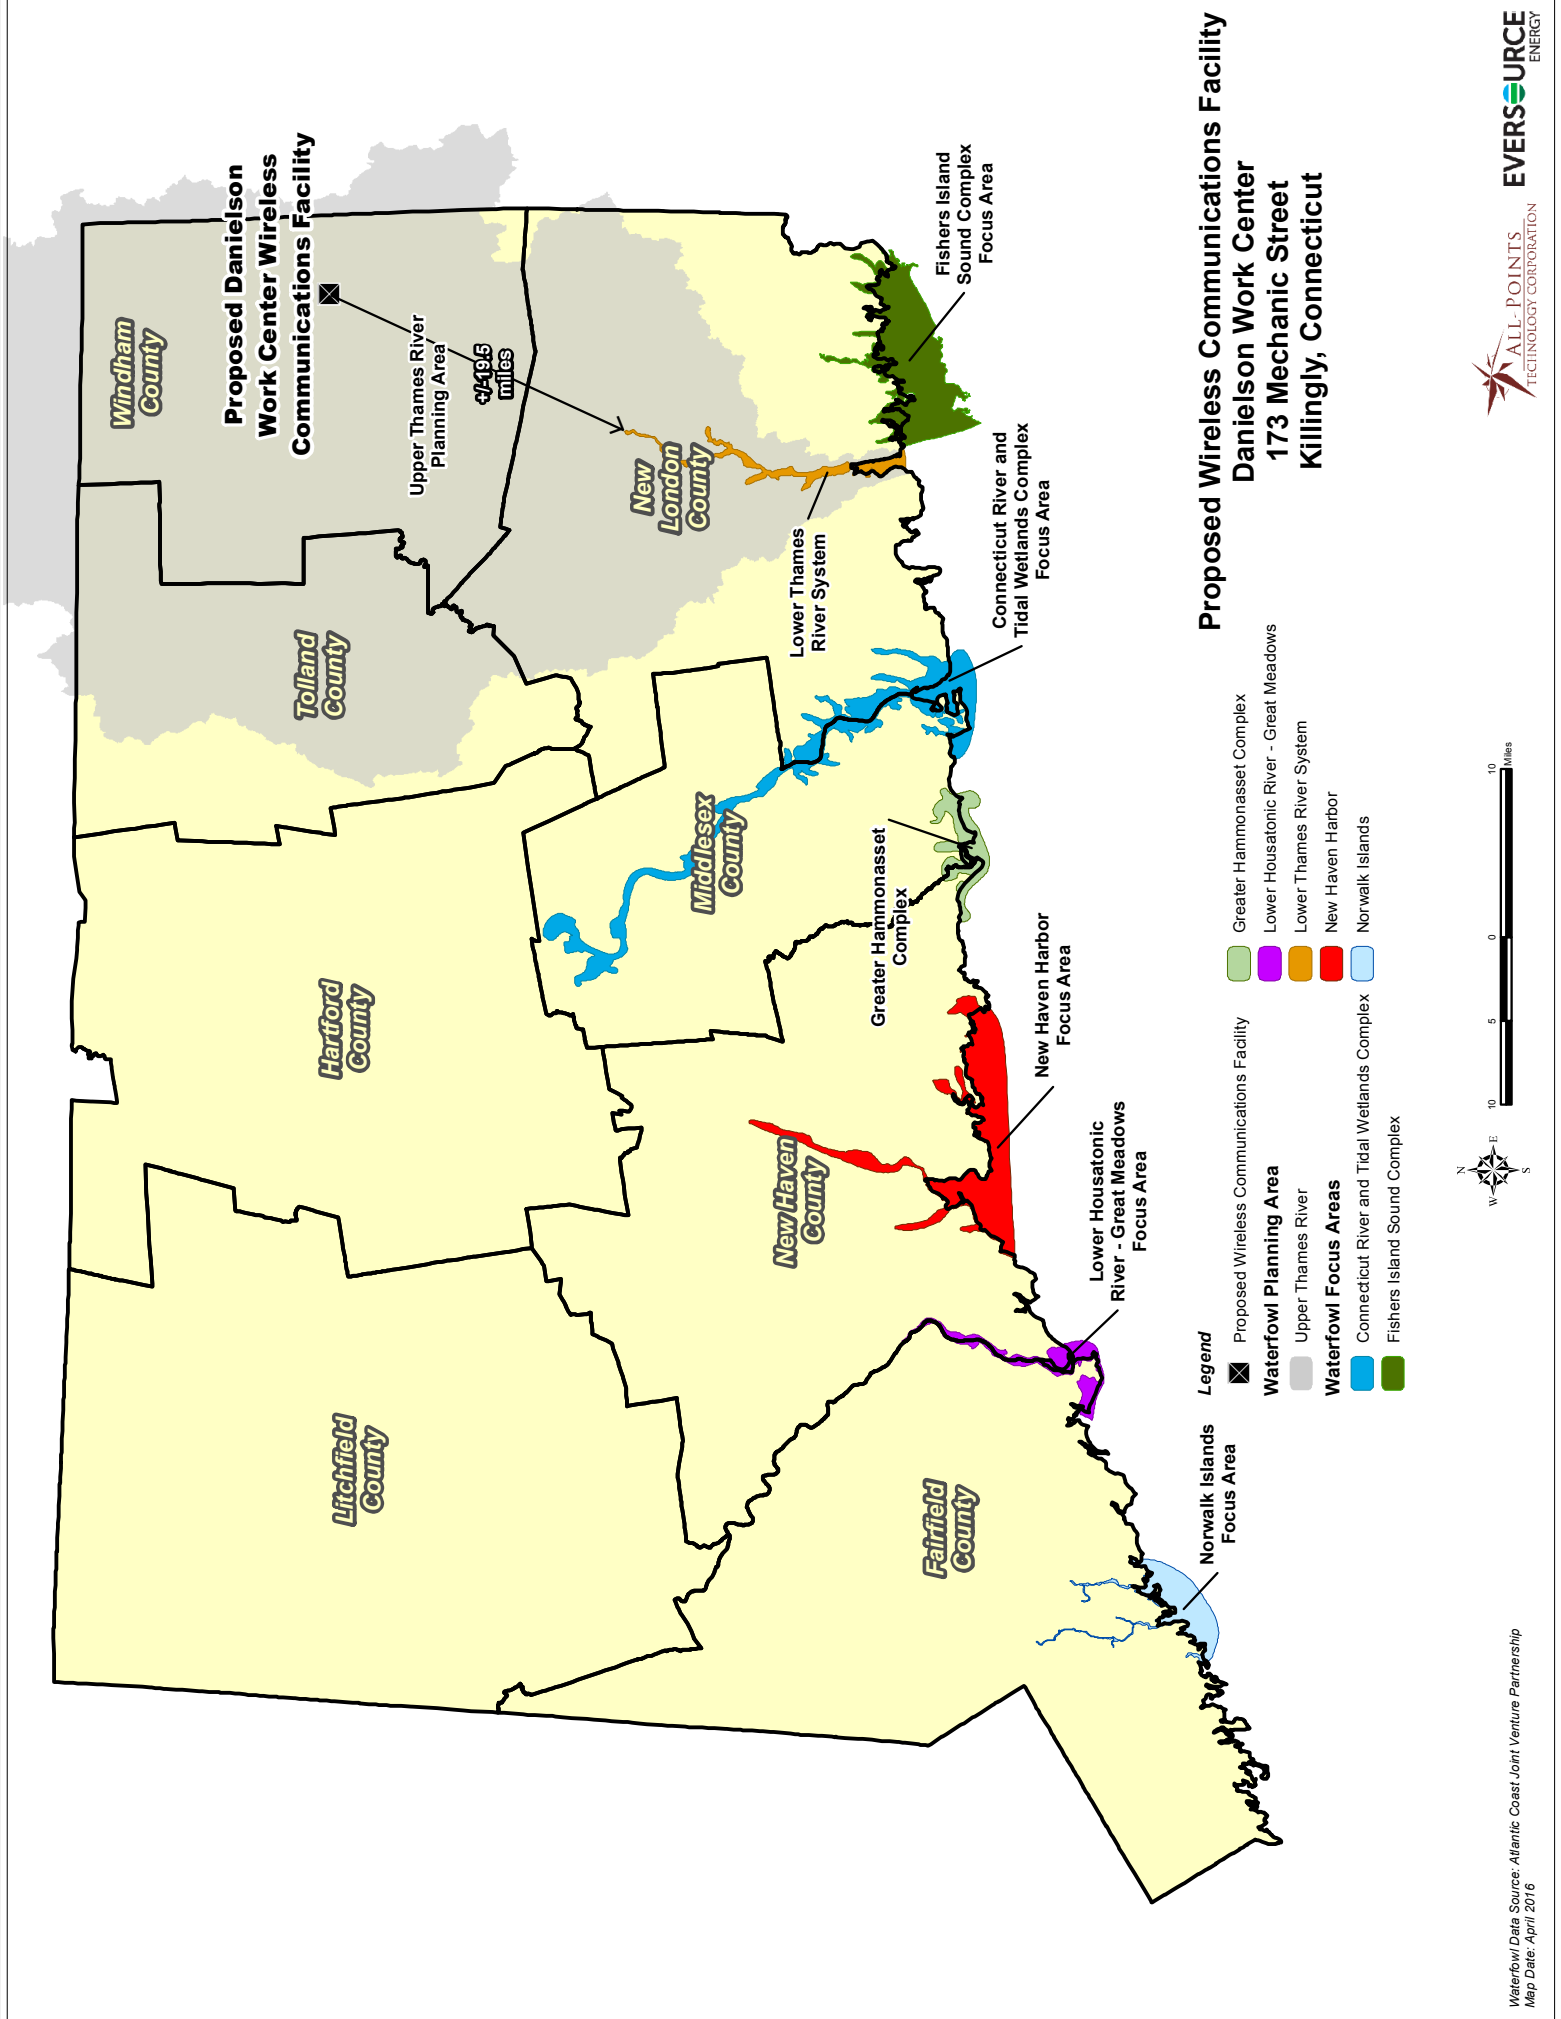 Windham
County
Proposed Danielson
Work Center Wireless
Communications Facility
Upper Thames River
Planning Area
+/-19.5
miles
Tolland
County
Hartford
County
Litchfield
County
New
London
County
Middlesex
County
New Haven
County
Fairfield
County
Lower Thames
River System
Fishers Island
Sound Complex
Focus Area
Connecticut River and
Tidal Wetlands Complex
Focus Area
Greater Hammonasset
Complex
New Haven Harbor
Focus Area
Lower Housatonic
River - Great Meadows
Focus Area
Norwalk Islands
Focus Area
Legend
Proposed Wireless Communications Facility
Waterfowl Planning Area
Upper Thames River
Waterfowl Focus Areas
Connecticut River and Tidal Wetlands Complex
Fishers Island Sound Complex
Greater Hammonasset Complex
Lower Housatonic River - Great Meadows
Lower Thames River System
New Haven Harbor
Norwalk Islands
Proposed Wireless Communications Facility
Danielson Work Center
173 Mechanic Street
Killingly, Connecticut
N
W E
S
10 5 0 10
Miles
ALL-POINTS
TECHNOLOGY CORPORATION
EVERSOURCE
ENERGY
Waterfowl Data Source: Atlantic Coast Joint Venture Partnership
Map Date: April 2016